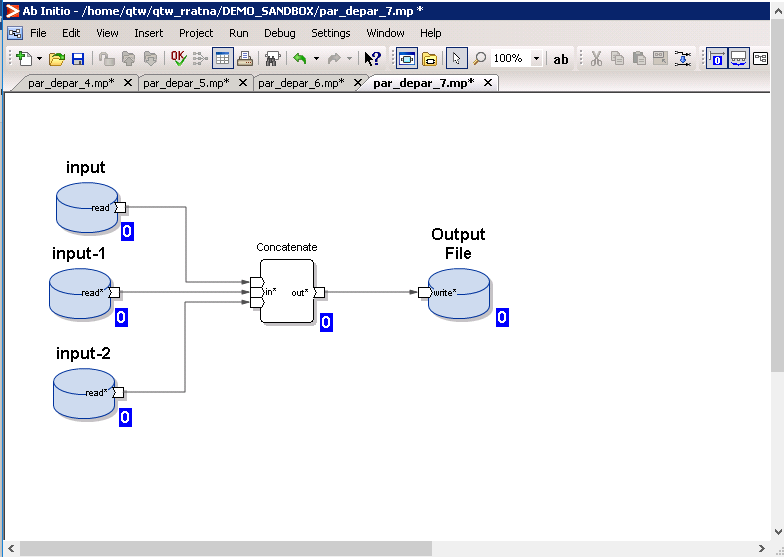 Ab Initio - /home/qtw/qtw_rratna/DEMO_SANDBOX/par_depar_7.mp *
File Edit View Insert Project Run Debug Settings Window Help
OK 100% ab 0
par_depar_4.mp* par_depar_5.mp* par_depar_6.mp* par_depar_7.mp*
input
read
0
input-1
read*
0
input-2
read*
0
Concatenate
in* out*
0
Output
File
write*
0